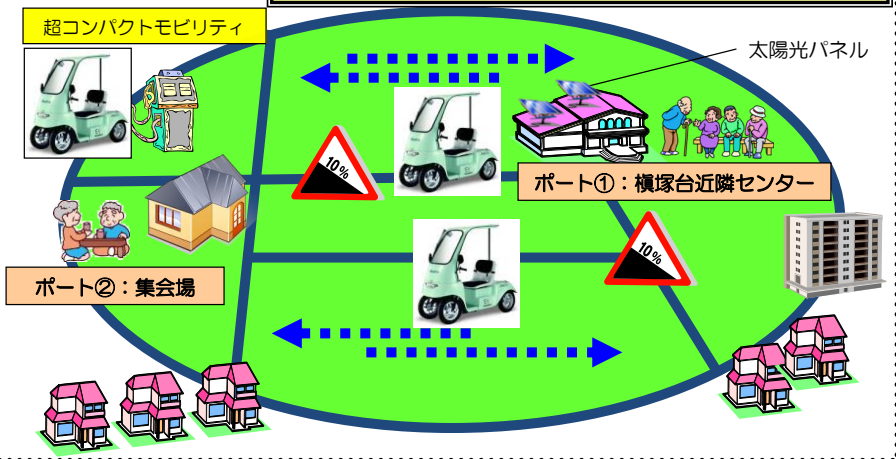 超コンパクトモビリティ
太陽光パネル
10%
ポート①：槇塚台近隣センター
10%
ポート②：集会場